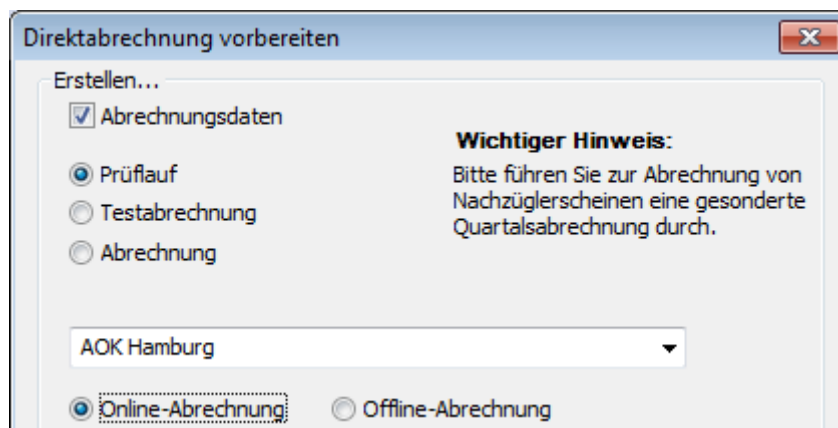 Direktabrechnung vorbereiten
Erstellen...
Abrechnungsdaten
Wichtiger Hinweis:
Bitte führen Sie zur Abrechnung von
Nachzüglerscheinen eine gesonderte
Quartalsabrechnung durch.
Prüflauf
Testabrechnung
Abrechnung
AOK Hamburg
Online-Abrechnung
Offline-Abrechnung